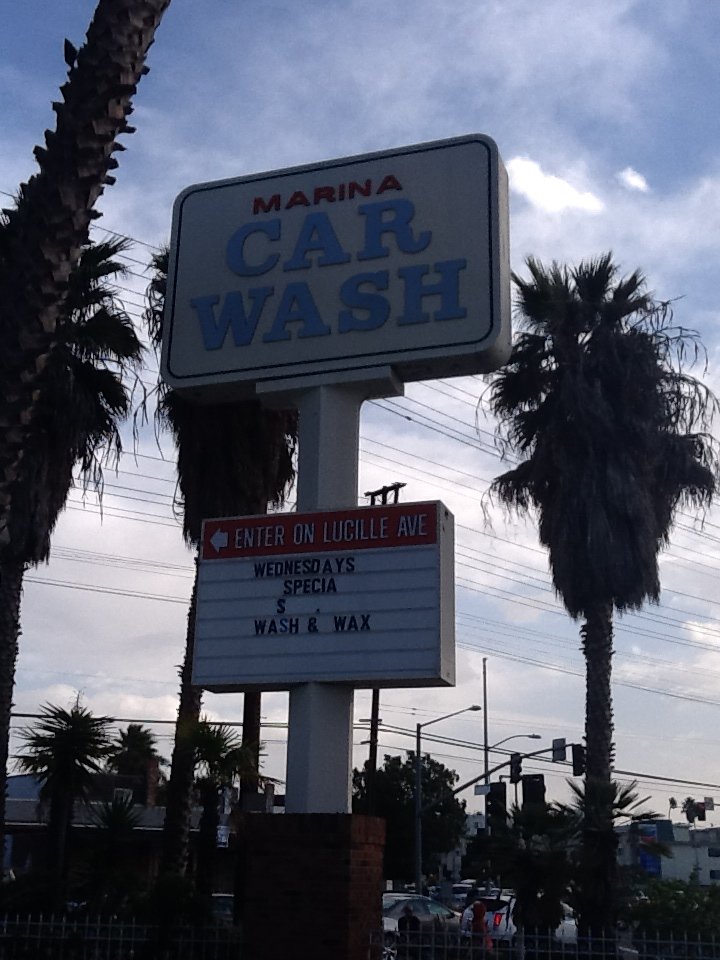 MARINA
CAR
WASH
ENTER ON LUCILLE AVE
WEDNESDAYS
SPECIA
S .
WASH & WAX